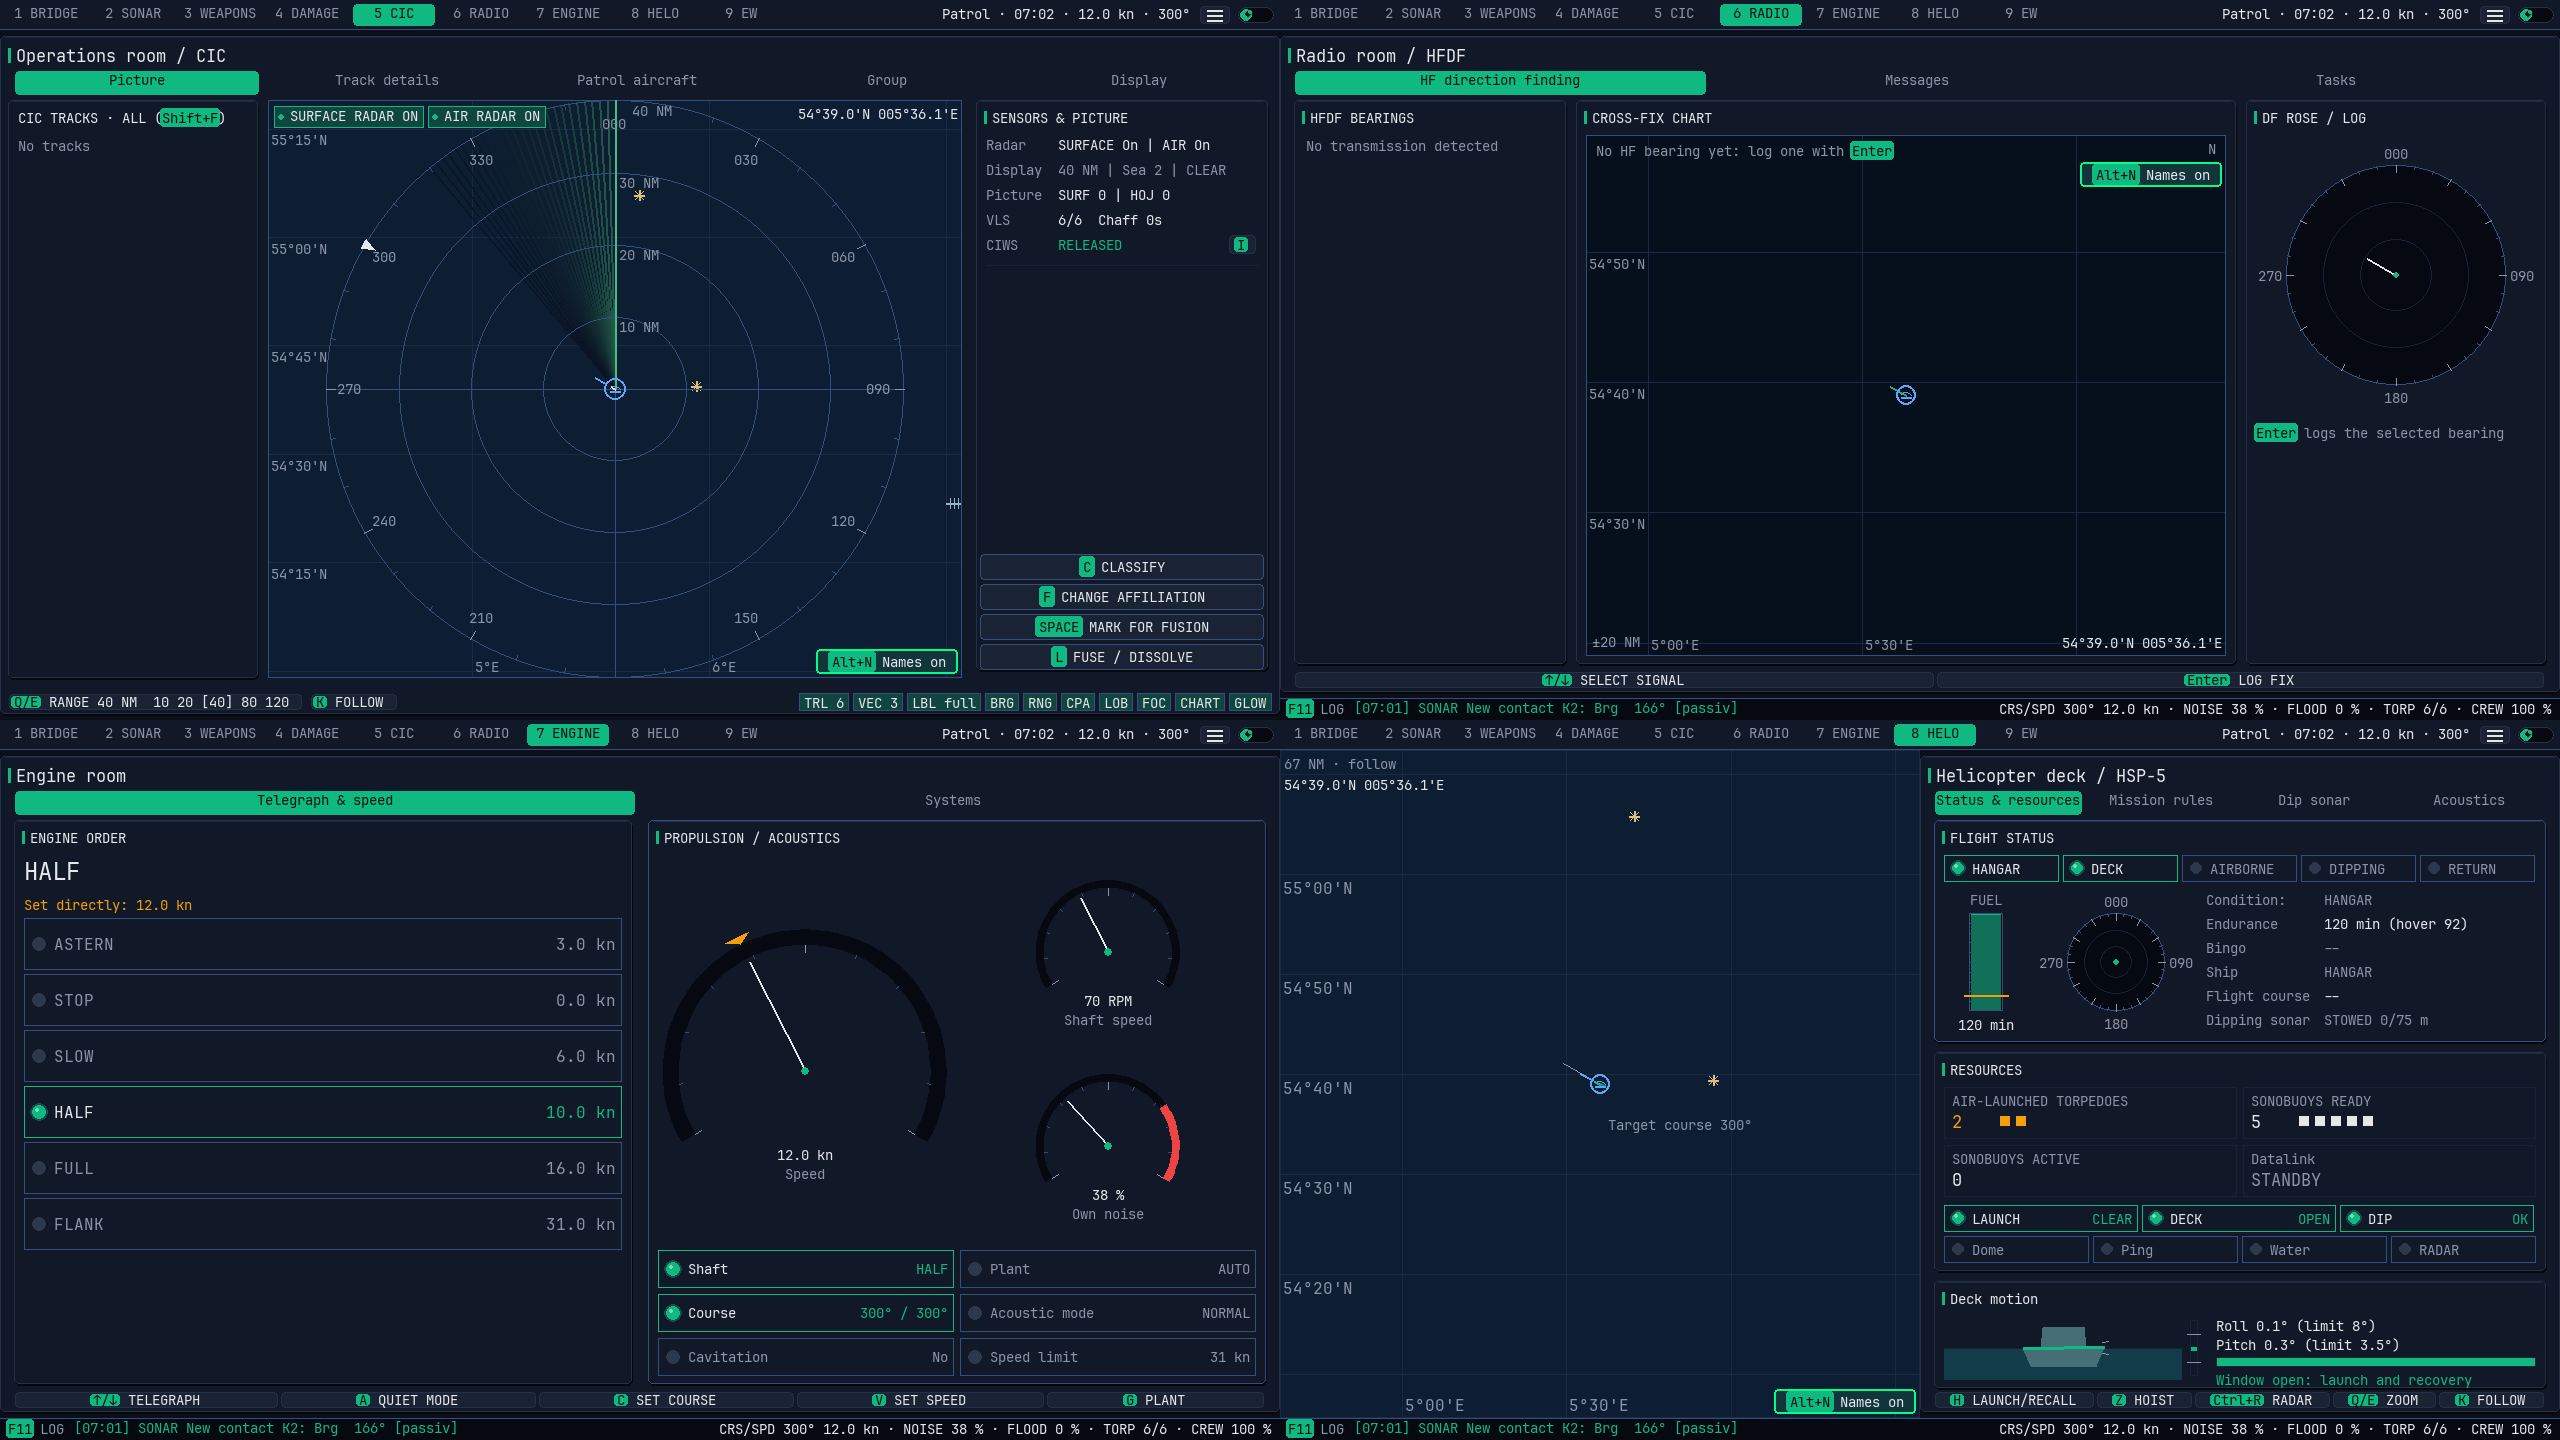 1 BRIDGE 2 SONAR 3 WEAPONS 4 DAMAGE 5 CIC 6 RADIO 7 ENGINE 8 HELO 9 EW Patrol · 07:02 · 12.0 kn · 300°
Operations room / CIC
Picture Track details Patrol aircraft Group Display
CIC TRACKS · ALL (Shift+F)
No tracks
SURFACE RADAR ON AIR RADAR ON 54°39.0'N 005°36.1'E
40 NM
000
55°15'N
330 030
30 NM
55°00'N
300 20 NM 060
10 NM
54°45'N
270 090
54°30'N
240 120
54°15'N
210 150
5°E 6°E
Alt+N Names on
SENSORS & PICTURE
Radar SURFACE On | AIR On
Display 40 NM | Sea 2 | CLEAR
Picture SURF 0 | HOJ 0
VLS 6/6 Chaff 0s
CIWS RELEASED I
C CLASSIFY
F CHANGE AFFILIATION
SPACE MARK FOR FUSION
L FUSE / DISSOLVE
Q/E RANGE 40 NM 10 20 [40] 80 120 K FOLLOW TRL 6 VEC 3 LBL full BRG RNG CPA LOB FOC CHART GLOW
1 BRIDGE 2 SONAR 3 WEAPONS 4 DAMAGE 5 CIC 6 RADIO 7 ENGINE 8 HELO 9 EW Patrol · 07:02 · 12.0 kn · 300°
Radio room / HFDF
HF direction finding Messages Tasks
HFDF BEARINGS
No transmission detected
CROSS-FIX CHART
No HF bearing yet: log one with Enter N
Alt+N Names on
54°50'N
54°40'N
54°30'N
±20 NM 5°00'E 5°30'E 54°39.0'N 005°36.1'E
DF ROSE / LOG
000
270 090
180
Enter logs the selected bearing
↑/↓ SELECT SIGNAL Enter LOG FIX
F11 LOG [07:01] SONAR New contact K2: Brg 166° [passiv] CRS/SPD 300° 12.0 kn · NOISE 38 % · FLOOD 0 % · TORP 6/6 · CREW 100 %
1 BRIDGE 2 SONAR 3 WEAPONS 4 DAMAGE 5 CIC 6 RADIO 7 ENGINE 8 HELO 9 EW Patrol · 07:02 · 12.0 kn · 300°
Engine room
Telegraph & speed Systems
ENGINE ORDER
HALF
Set directly: 12.0 kn
ASTERN 3.0 kn
STOP 0.0 kn
SLOW 6.0 kn
HALF 10.0 kn
FULL 16.0 kn
FLANK 31.0 kn
PROPULSION / ACOUSTICS
70 RPM
Shaft speed
12.0 kn
Speed
38 %
Own noise
Shaft HALF Plant AUTO
Course 300° / 300° Acoustic mode NORMAL
Cavitation No Speed limit 31 kn
↑/↓ TELEGRAPH A QUIET MODE C SET COURSE V SET SPEED G PLANT
F11 LOG [07:01] SONAR New contact K2: Brg 166° [passiv] CRS/SPD 300° 12.0 kn · NOISE 38 % · FLOOD 0 % · TORP 6/6 · CREW 100 %
1 BRIDGE 2 SONAR 3 WEAPONS 4 DAMAGE 5 CIC 6 RADIO 7 ENGINE 8 HELO 9 EW Patrol · 07:02 · 12.0 kn · 300°
67 NM · follow
54°39.0'N 005°36.1'E
55°00'N
54°50'N
54°40'N
Target course 300°
54°30'N
54°20'N
5°00'E 5°30'E
Alt+N Names on
Helicopter deck / HSP-5
Status & resources Mission rules Dip sonar Acoustics
FLIGHT STATUS
HANGAR DECK AIRBORNE DIPPING RETURN
FUEL 000 Condition: HANGAR
Endurance 120 min (hover 92)
Bingo --
270 090 Ship HANGAR
Flight course --
120 min 180 Dipping sonar STOWED 0/75 m
RESOURCES
AIR-LAUNCHED TORPEDOES SONOBUOYS READY
2 5
SONOBUOYS ACTIVE Datalink
0 STANDBY
LAUNCH CLEAR DECK OPEN DIP OK
Dome Ping Water RADAR
Deck motion
Roll 0.1° (limit 8°)
Pitch 0.3° (limit 3.5°)
Window open: launch and recovery
H LAUNCH/RECALL Z HOIST Ctrl+R RADAR Q/E ZOOM K FOLLOW
F11 LOG [07:01] SONAR New contact K2: Brg 166° [passiv] CRS/SPD 300° 12.0 kn · NOISE 38 % · FLOOD 0 % · TORP 6/6 · CREW 100 %